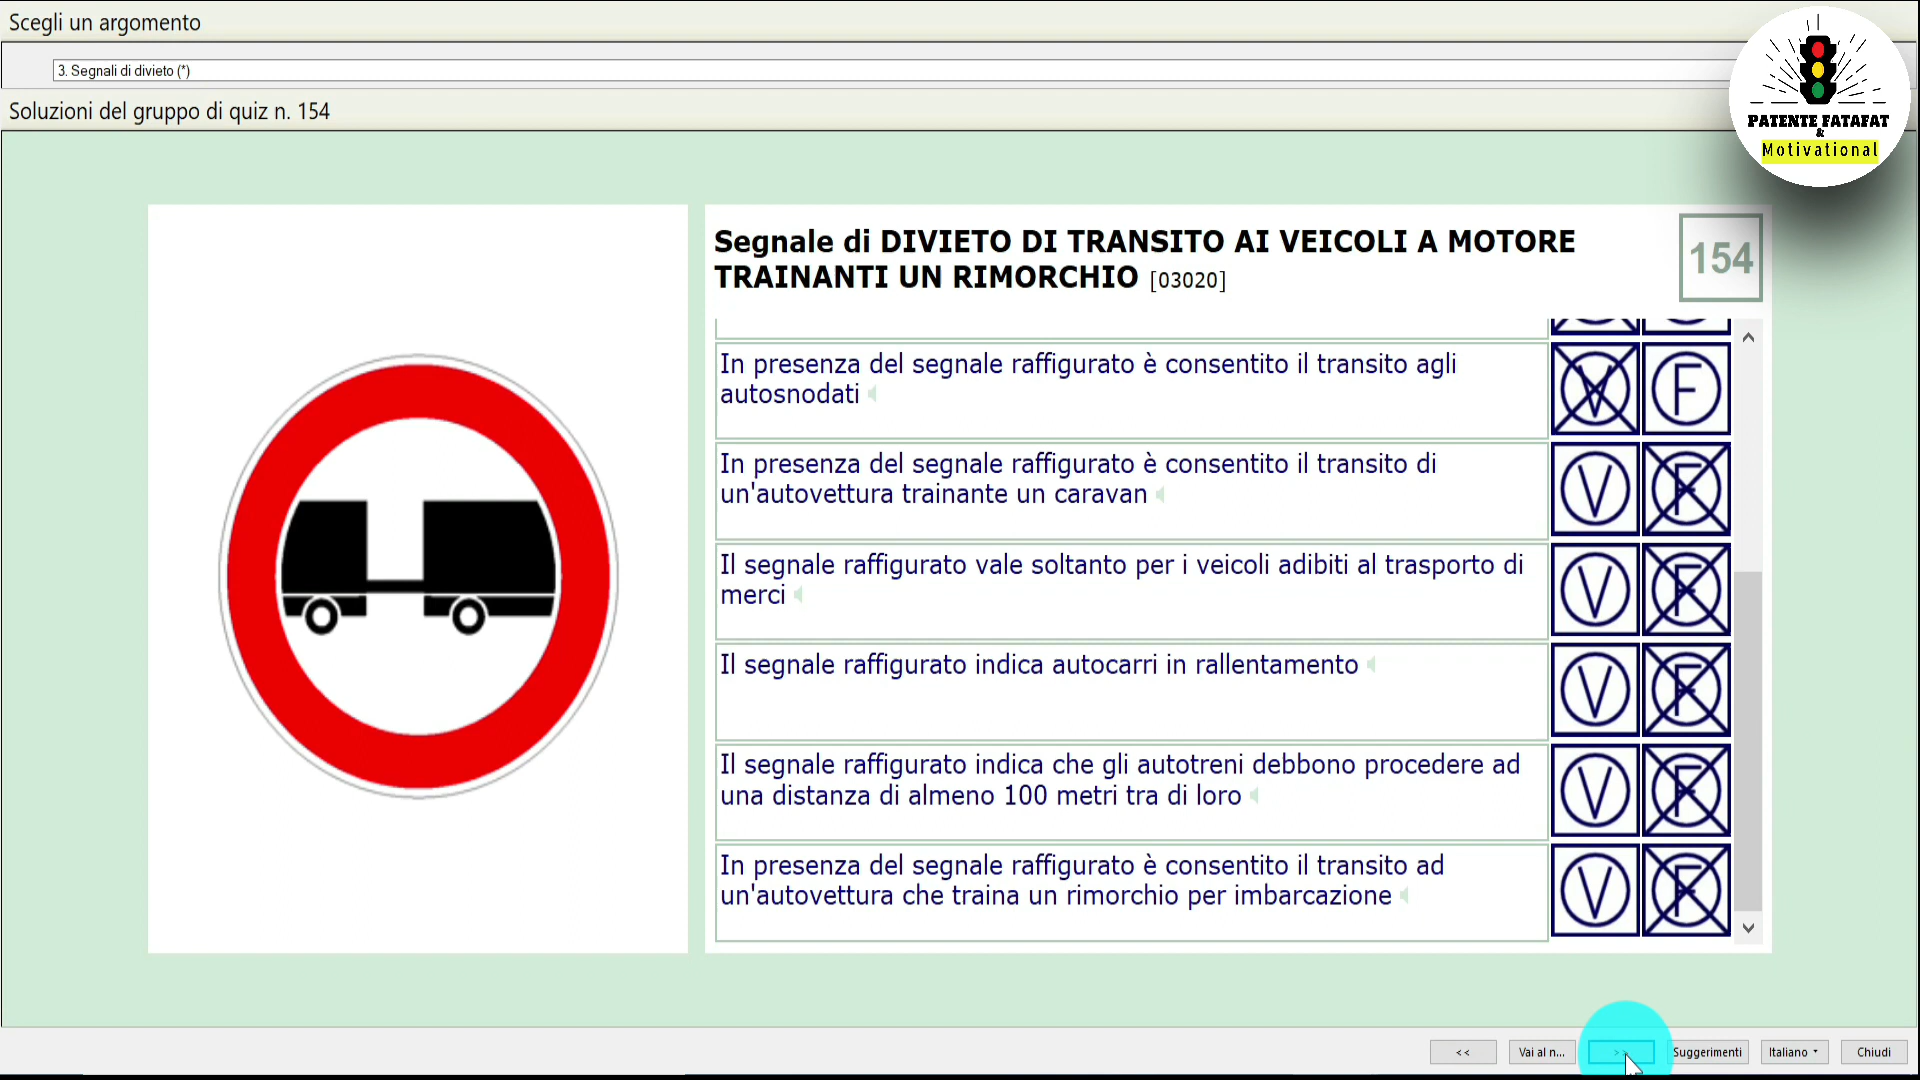 Scegli un argomento
3. Segnali di divieto (*)
Soluzioni del gruppo di quiz n. 154
PATENTE FATAFAT
&
Motivational
Segnale di DIVIETO DI TRANSITO AI VEICOLI A MOTORE
TRAINANTI UN RIMORCHIO [03020]
154
In presenza del segnale raffigurato è consentito il transito agli
autosnodati
V F
In presenza del segnale raffigurato è consentito il transito di
un'autovettura trainante un caravan
V F
Il segnale raffigurato vale soltanto per i veicoli adibiti al trasporto di
merci
V F
Il segnale raffigurato indica autocarri in rallentamento
V F
Il segnale raffigurato indica che gli autotreni debbono procedere ad
una distanza di almeno 100 metri tra di loro
V F
In presenza del segnale raffigurato è consentito il transito ad
un'autovettura che traina un rimorchio per imbarcazione
V F
<< Vai al n... >> Suggerimenti Italiano Chiudi